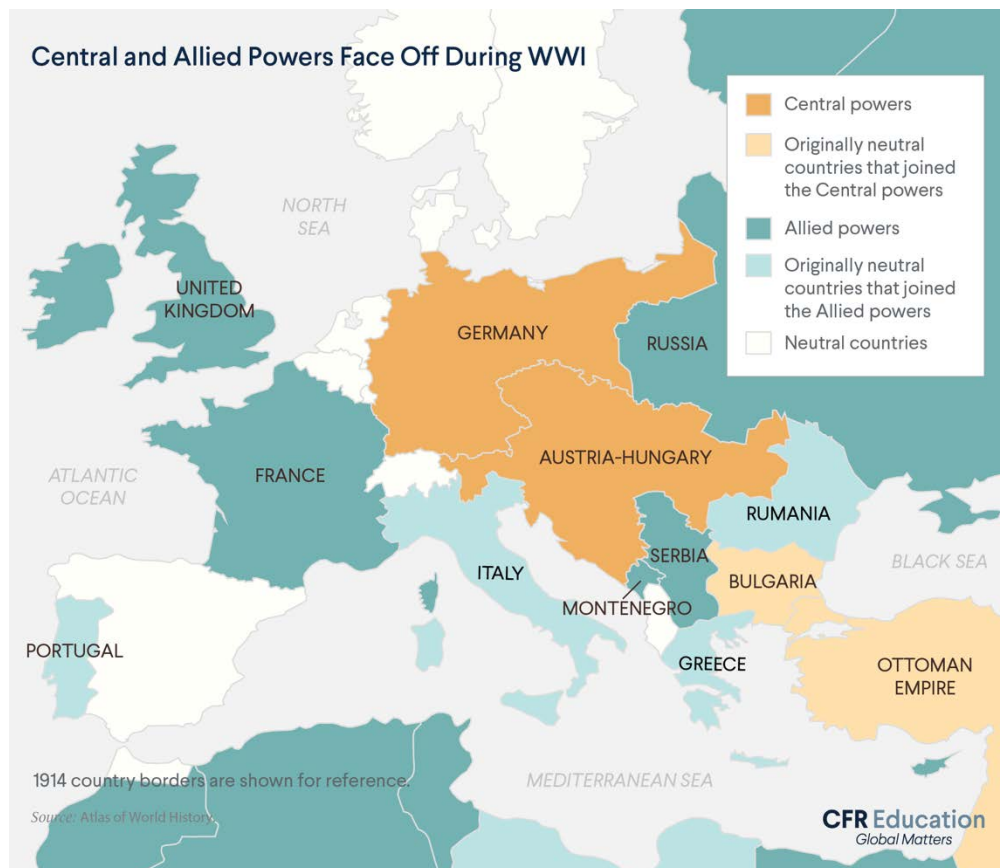 Central and Allied Powers Face Off During WWI
Central powers
Originally neutral
countries that joined
the Central powers
Allied powers
Originally neutral
countries that joined
the Allied powers
Neutral countries
NORTH
SEA
UNITED
KINGDOM
GERMANY
RUSSIA
ATLANTIC
OCEAN
FRANCE
AUSTRIA-HUNGARY
RUMANIA
SERBIA
BLACK SEA
ITALY
BULGARIA
MONTENEGRO
PORTUGAL
GREECE
OTTOMAN
EMPIRE
1914 country borders are shown for reference.
MEDITERRANEAN SEA
Source: Atlas of World History.
CFR Education
Global Matters